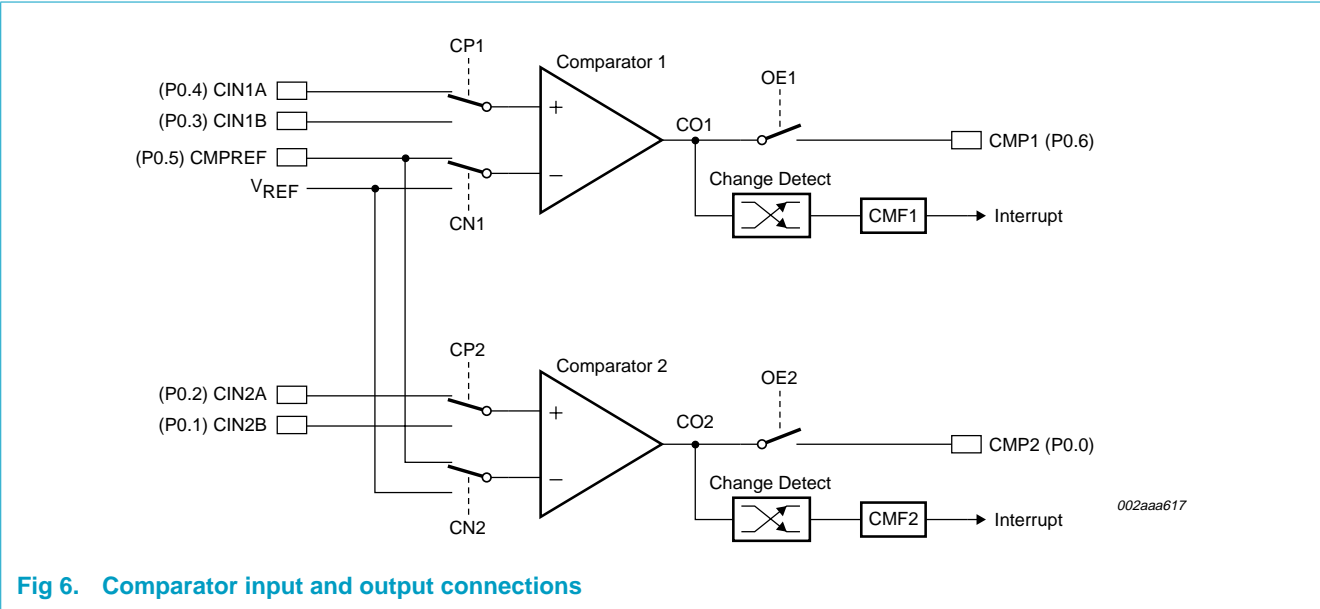 CP1
Comparator 1
OE1
(P0.4) CIN1A
+
(P0.3) CIN1B
CO1
CMP1 (P0.6)
(P0.5) CMPREF
−
Change Detect
VREF
CN1
CMF1
Interrupt
CP2
Comparator 2
OE2
(P0.2) CIN2A
+
(P0.1) CIN2B
CO2
CMP2 (P0.0)
−
Change Detect
CN2
CMF2
Interrupt
002aaa617
Fig 6. Comparator input and output connections